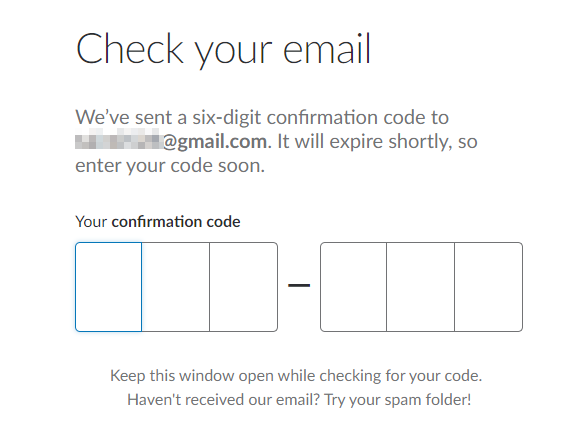 Check your email
We've sent a six-digit confirmation code to
@gmail.com. It will expire shortly, so
enter your code soon.
Your confirmation code
–
Keep this window open while checking for your code.
Haven't received our email? Try your spam folder!